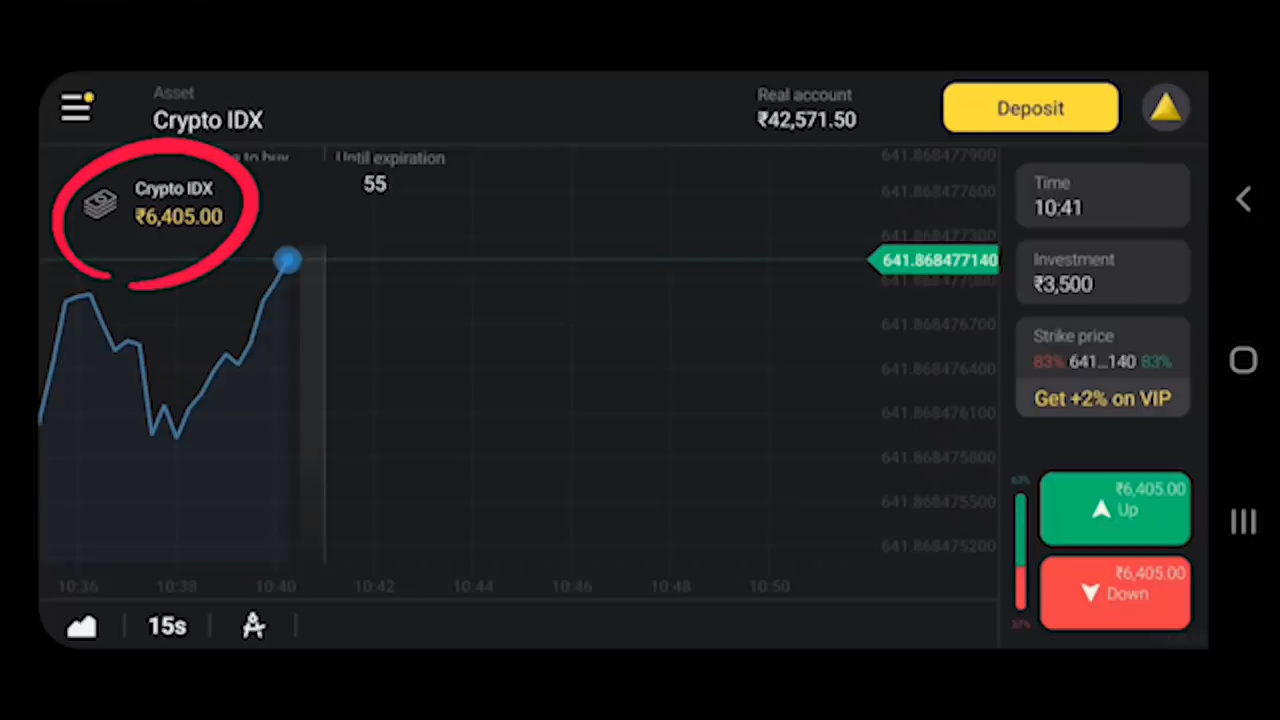 Asset
Crypto IDX
Real account
₹42,571.50
Deposit
to buy
Until expiration
55
Crypto IDX
₹6,405.00
641.868477900
641.868477600
641.868477300
641.868477140
641.868476700
641.868476400
641.868476100
641.868475800
641.868475500
641.868475200
Time
10:41
Investment
₹3,500
Strike price
83% 641...140 83%
Get +2% on VIP
₹6,405.00
Up
₹6,405.00
Down
10:36
10:38
10:40
10:42
10:44
10:46
10:48
10:50
15s